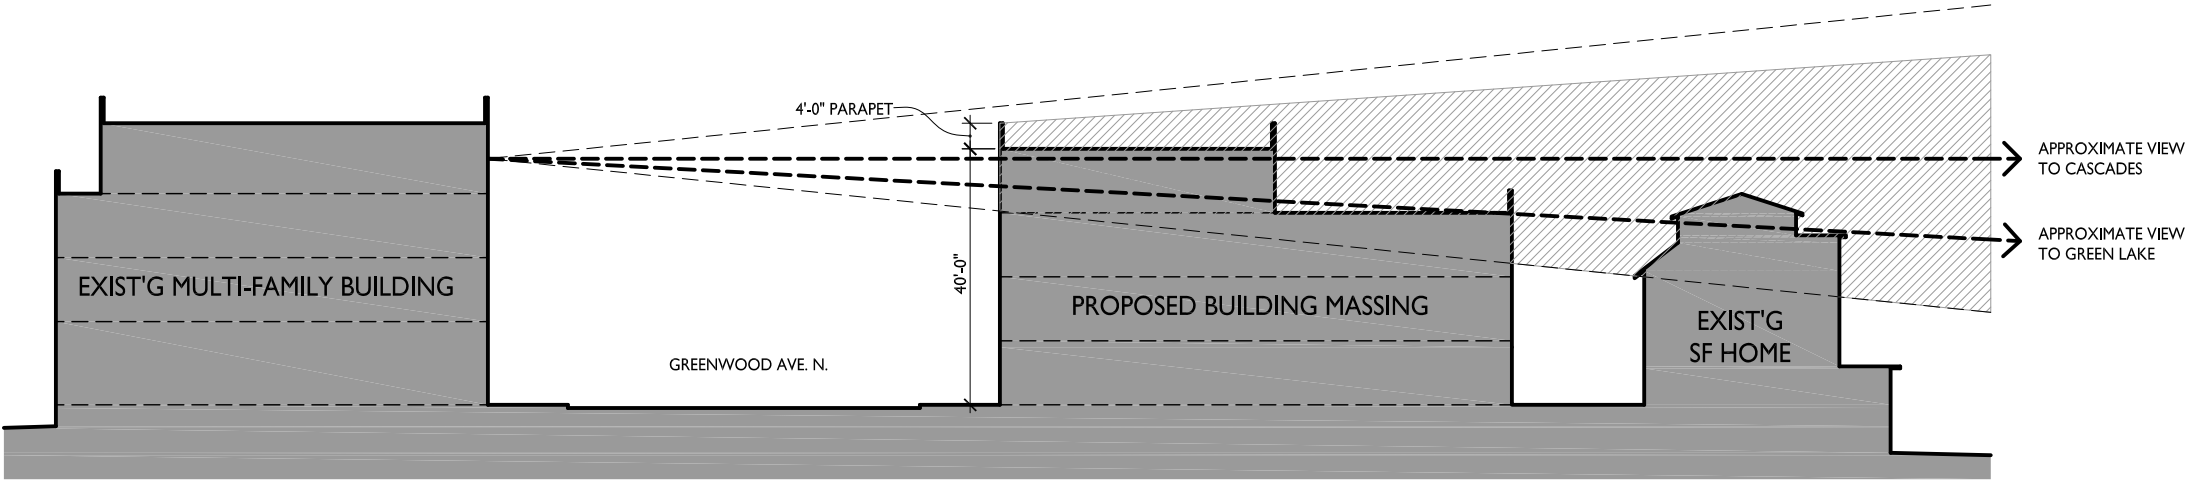 4'-0" PARAPET
APPROXIMATE VIEW
TO CASCADES
APPROXIMATE VIEW
TO GREEN LAKE
40'-0"
EXIST'G MULTI-FAMILY BUILDING
PROPOSED BUILDING MASSING
EXIST'G
SF HOME
GREENWOOD AVE. N.